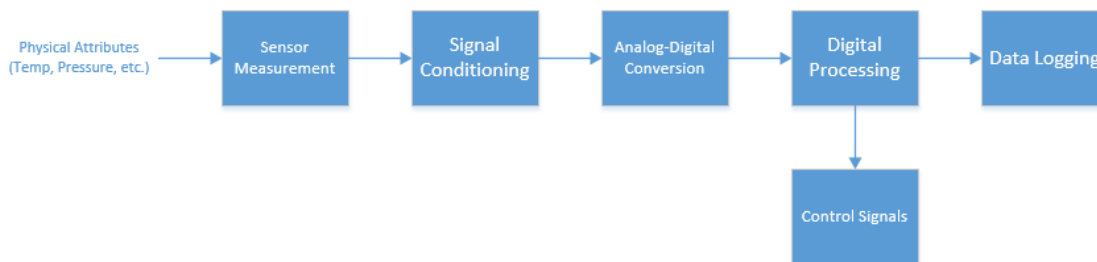 Physical Attributes
(Temp, Pressure, etc.)
Sensor
Measurement
Signal
Conditioning
Analog-Digital
Conversion
Digital
Processing
Data Logging
Control Signals